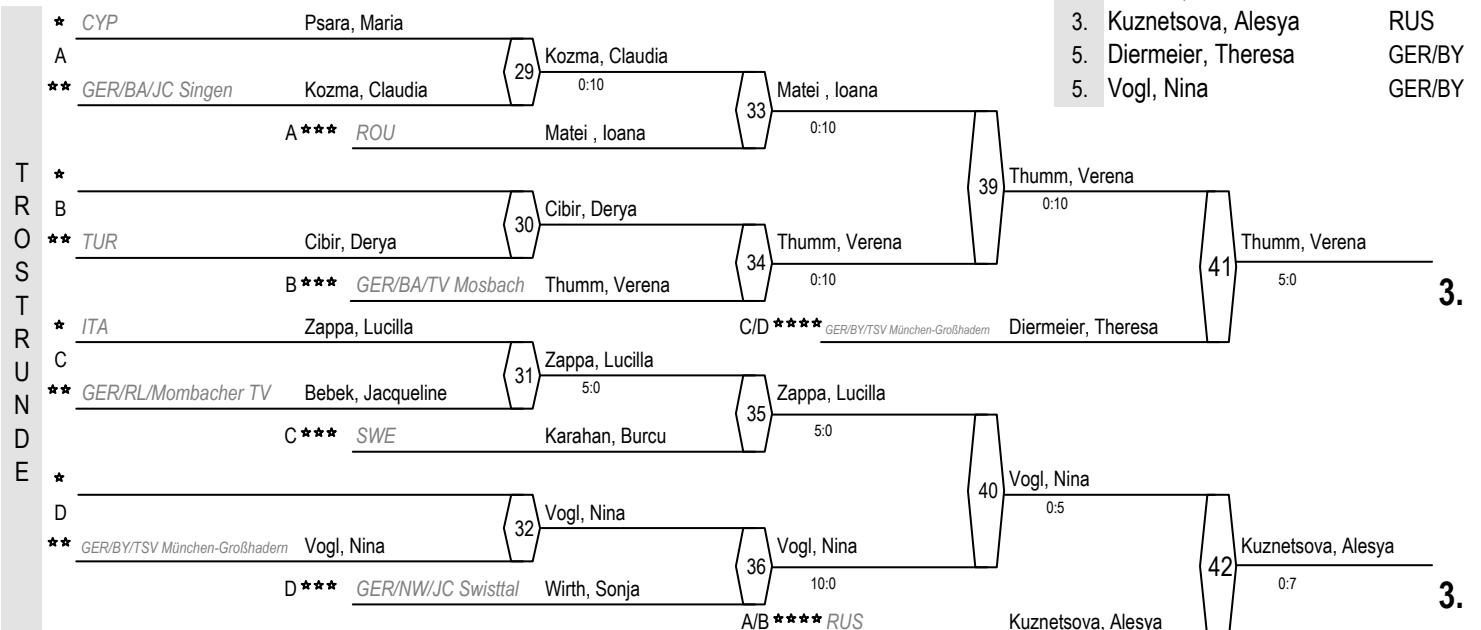 3. Kuznetsova, Alesya RUS
5. Diermeier, Theresa GER/BY
5. Vogl, Nina GER/BY
TROSTRUNDE
* CYP Psara, Maria
A
29
Kozma, Claudia
0:10
** GER/BA/JC Singen Kozma, Claudia
33
Matei , Ioana
0:10
A *** ROU Matei , Ioana
39
Thumm, Verena
0:10
*
B
30
Cibir, Derya
** TUR Cibir, Derya
34
Thumm, Verena
0:10
B *** GER/BA/TV Mosbach Thumm, Verena
41
Thumm, Verena
5:0
3.
* ITA Zappa, Lucilla
C/D **** GER/BY/TSV München-Großhadern Diermeier, Theresa
C
31
Zappa, Lucilla
5:0
** GER/RL/Mombacher TV Bebek, Jacqueline
35
Zappa, Lucilla
5:0
C *** SWE Karahan, Burcu
40
Vogl, Nina
0:5
*
D
32
Vogl, Nina
** GER/BY/TSV München-Großhadern Vogl, Nina
36
Vogl, Nina
10:0
D *** GER/NW/JC Swisttal Wirth, Sonja
42
Kuznetsova, Alesya
0:7
3.
A/B **** RUS Kuznetsova, Alesya